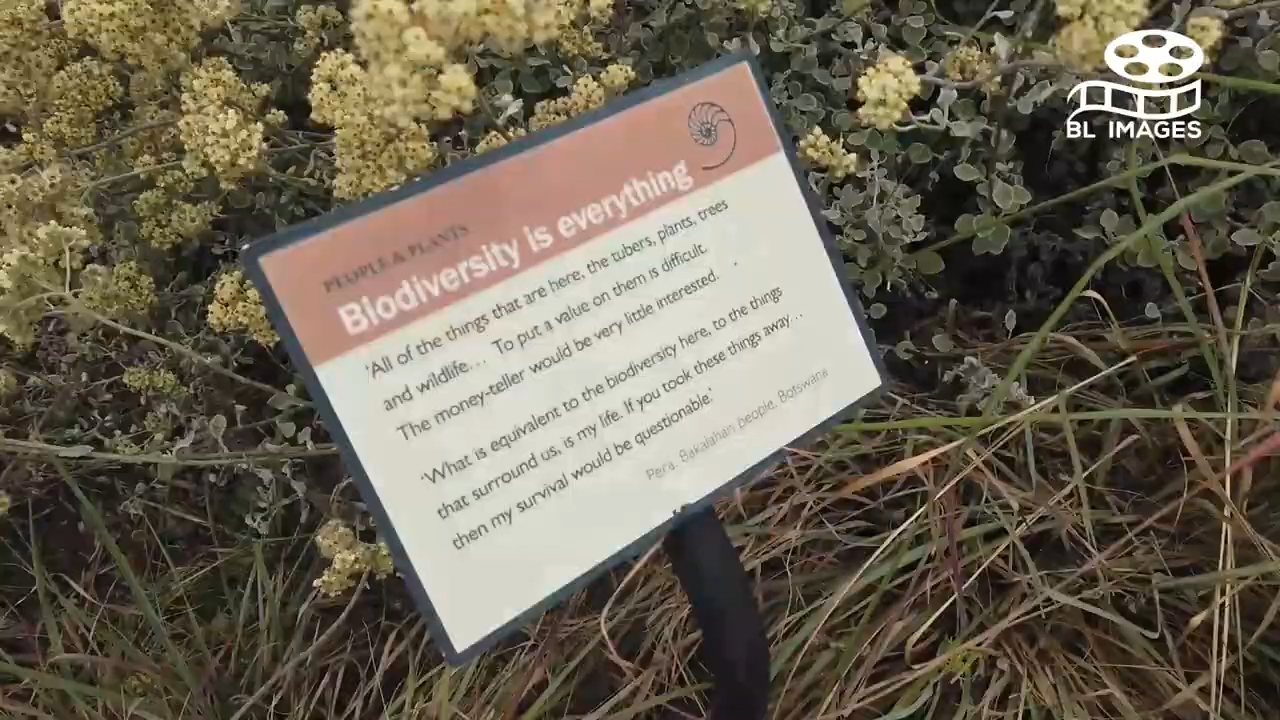 BL IMAGES
PEOPLE & PLANTS
Biodiversity is everything
'All of the things that are here, the tubers, plants, trees
and wildlife... To put a value on them is difficult.
The money-teller would be very little interested.
'What is equivalent to the biodiversity here, to the things
that surround us, is my life. If you took these things away...
then my survival would be questionable.'
Pera, Bakalahari people, Botswana